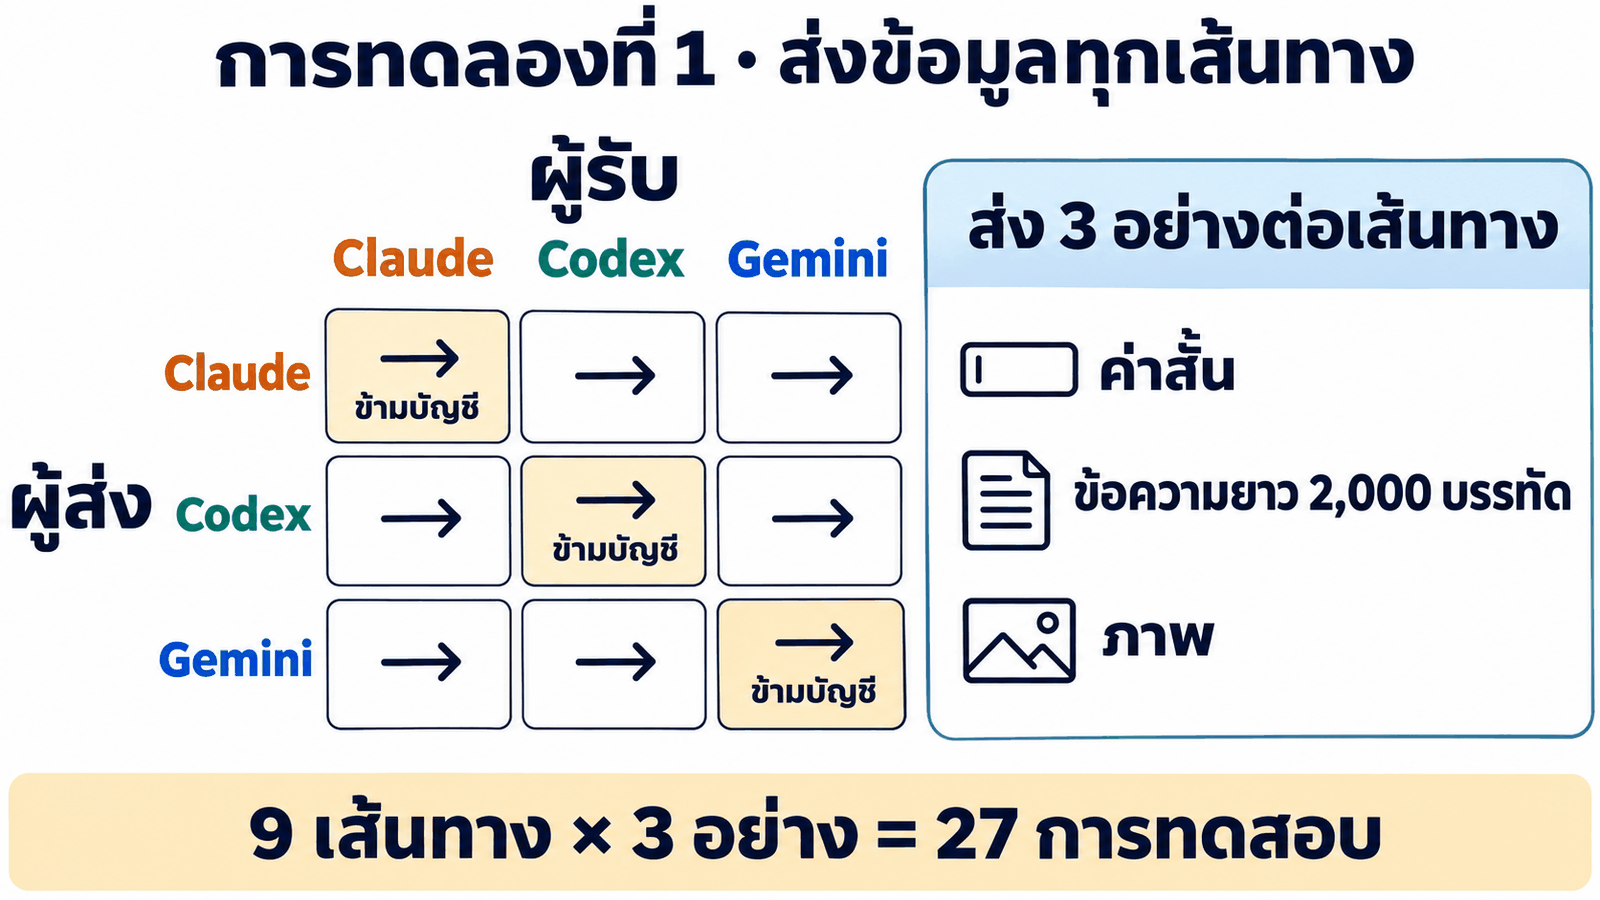 การทดลองที่ 1 · ส่งข้อมูลทุกเส้นทาง
ผู้รับ
Claude Codex Gemini
ผู้ส่ง
Claude
ข้ามบัญชี
Codex
ข้ามบัญชี
Gemini
ข้ามบัญชี
ส่ง 3 อย่างต่อเส้นทาง
ค่าสั้น
ข้อความยาว 2,000 บรรทัด
ภาพ
9 เส้นทาง × 3 อย่าง = 27 การทดสอบ